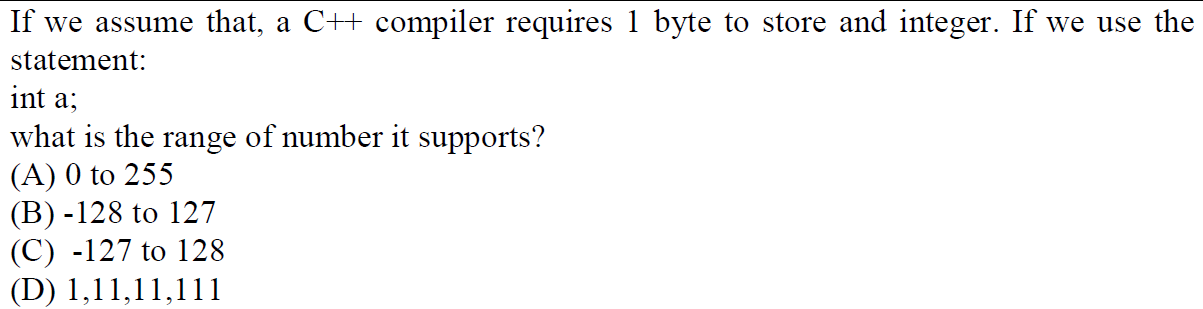 If we assume that, a C++ compiler requires 1 byte to store and integer. If we use the
statement:
int a;
what is the range of number it supports?
(A) 0 to 255
(B) -128 to 127
(C) -127 to 128
(D) 1,11,11,111